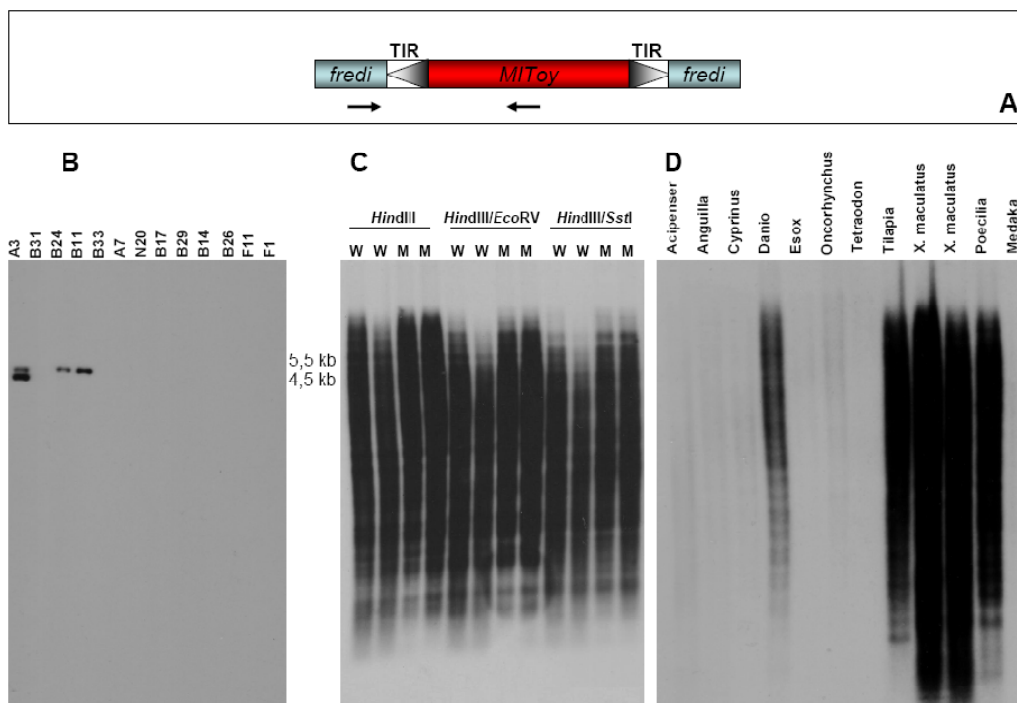 TIR TIR
fredi MIToy fredi
A
B
A3 B31 B24 B11 B33 A7 N20 B17 B29 B14 B26 F11 F1
5,5 kb
4,5kb
C
HindIII HindIII/EcoRV HindIII/SstI
W W M M W W M M W W M M
D
Acipenser Anguilla Cyprinus Danio Esox Oncorhynchus Tetraodon Tilapia X. maculatus X. maculatus Poecilia Medaka